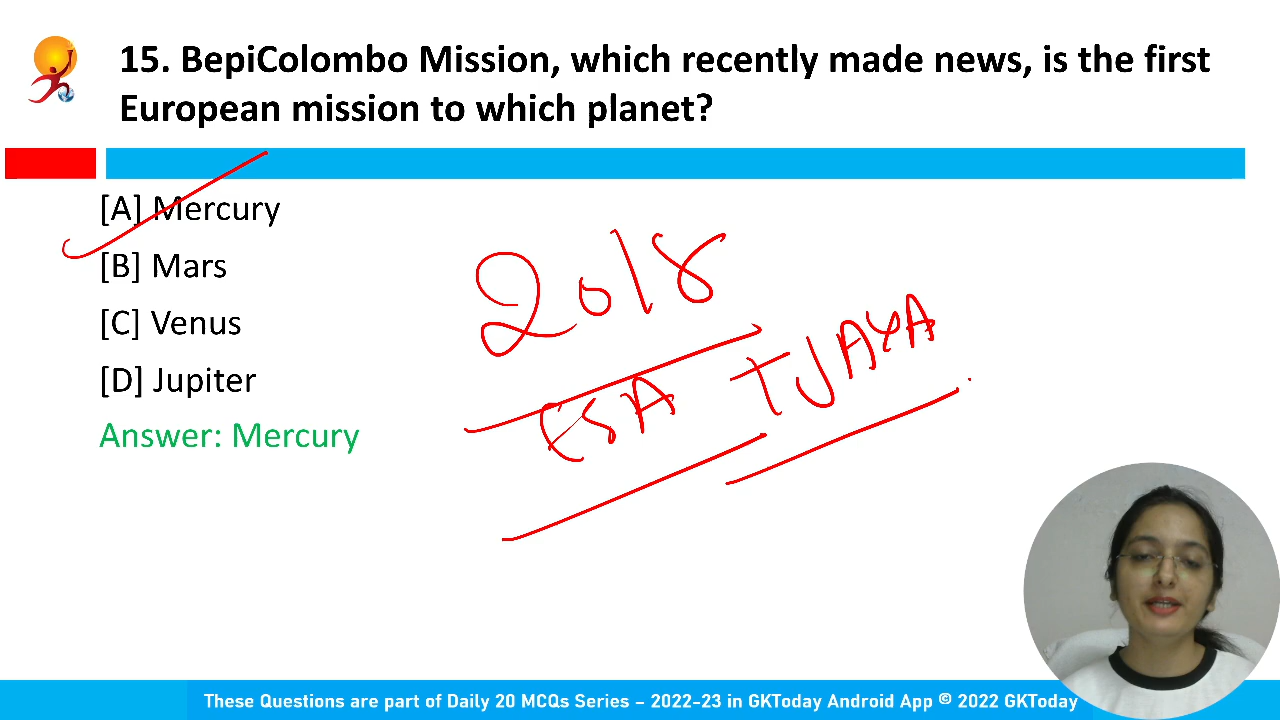 15. BepiColombo Mission, which recently made news, is the first
European mission to which planet?
[A] Mercury
[B] Mars
[C] Venus
[D] Jupiter
Answer: Mercury
2018
ESA + JAXA
These Questions are part of Daily 20 MCQs Series – 2022-23 in GKToday Android App © 2022 GKToday